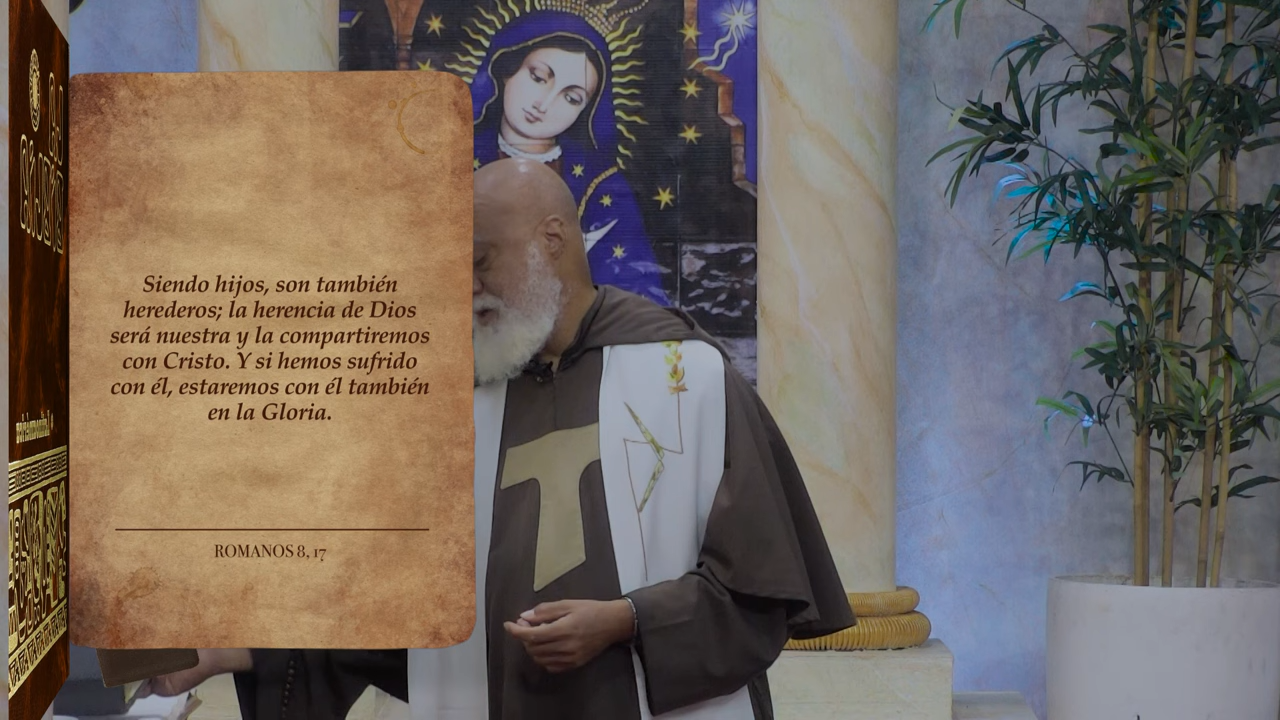 Siendo hijos, son también
herederos; la herencia de Dios
será nuestra y la compartiremos
con Cristo. Y si hemos sufrido
con él, estaremos con él también
en la Gloria.
ROMANOS 8, 17